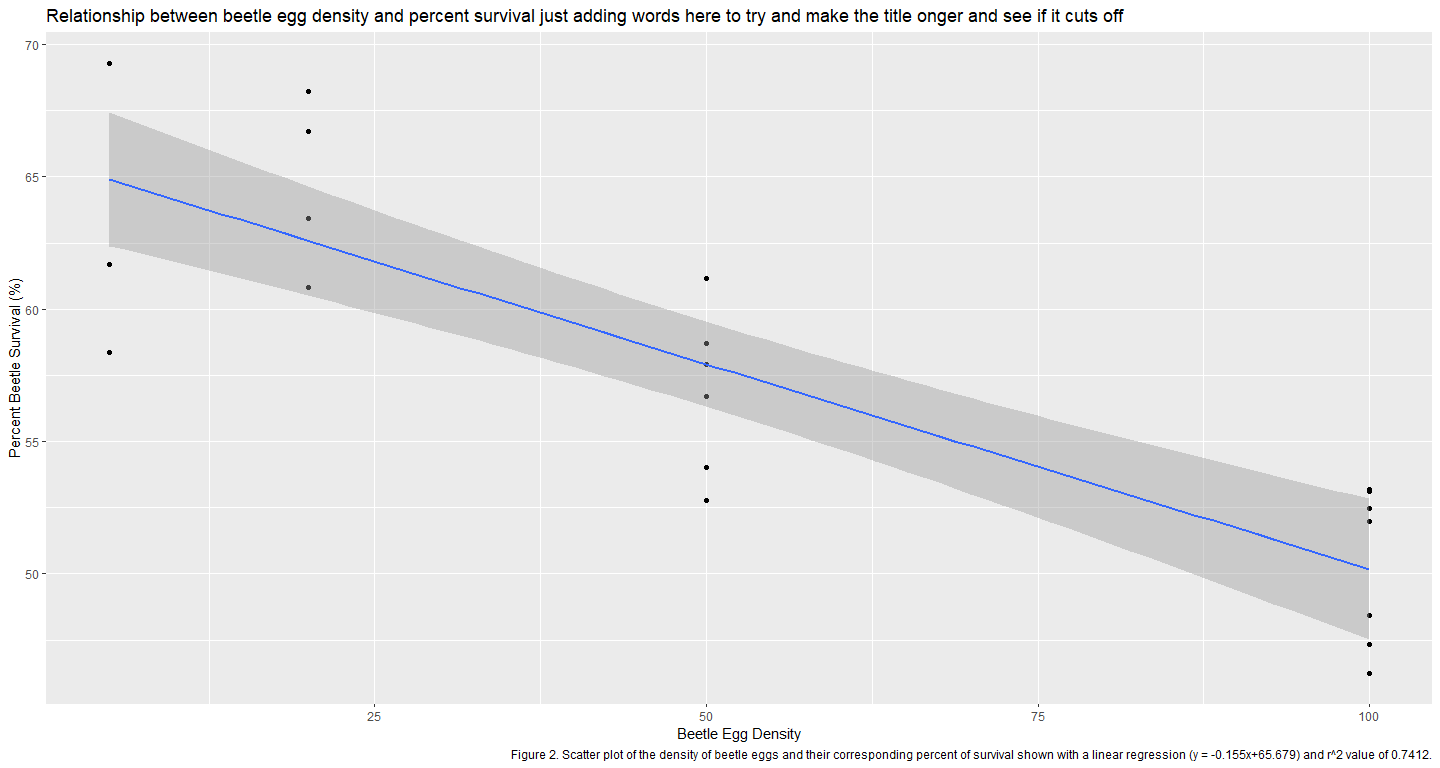 Relationship between beetle egg density and percent survival just adding words here to try and make the title onger and see if it cuts off
70
65
60
55
50
Percent Beetle Survival (%)
25
50
75
100
Beetle Egg Density
Figure 2. Scatter plot of the density of beetle eggs and their corresponding percent of survival shown with a linear regression (y = -0.155x+65.679) and r^2 value of 0.7412.